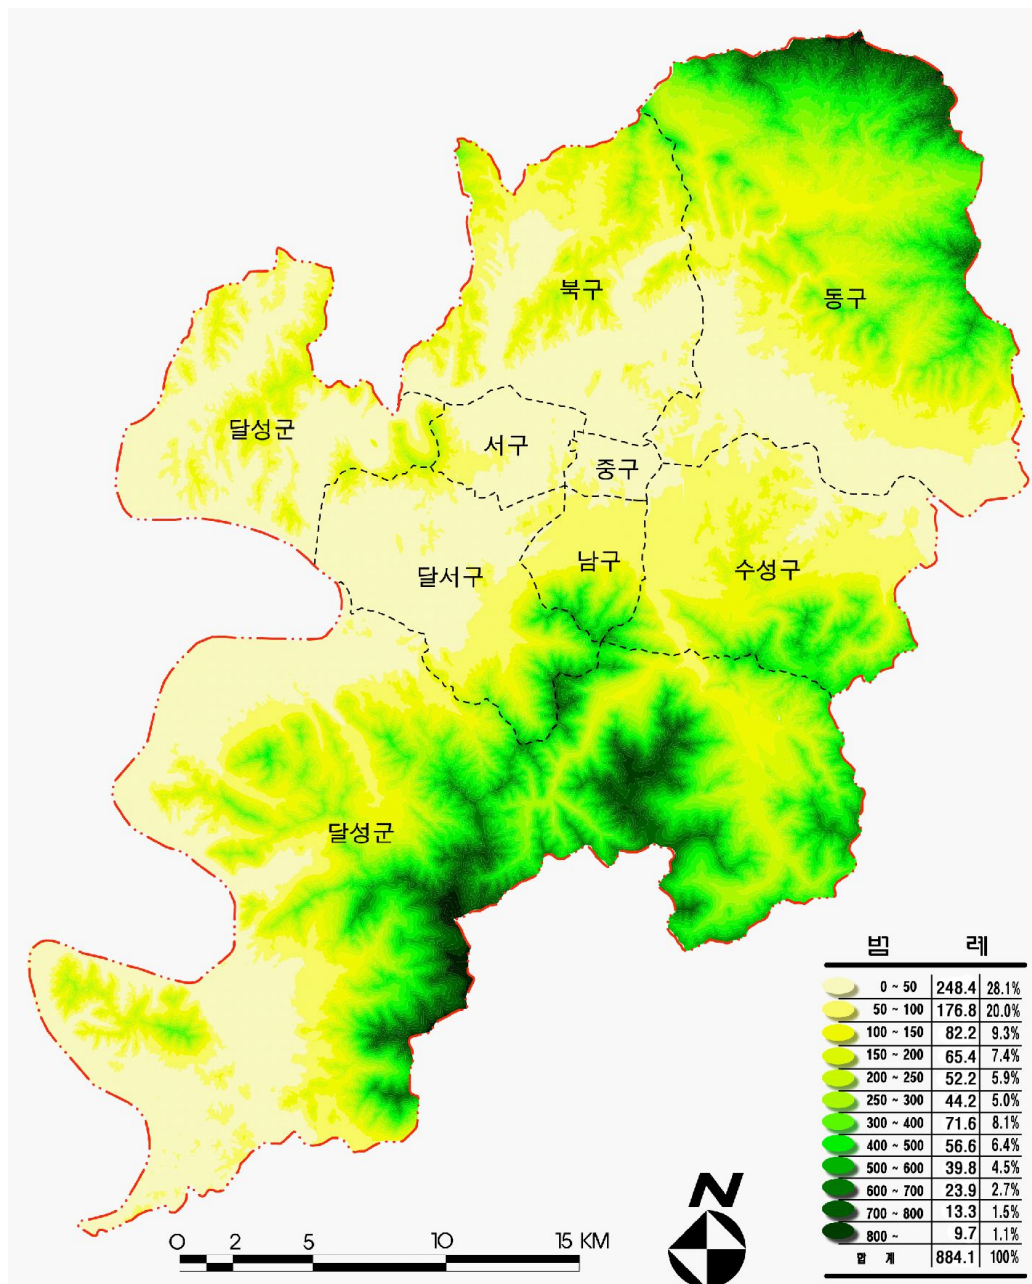 북구
동구
달성군
서구
중구
달서구
남구
수성구
달성군
범 례
0 ~ 50 248.4 28.1%
50 ~ 100 176.8 20.0%
100 ~ 150 82.2 9.3%
150 ~ 200 65.4 7.4%
200 ~ 250 52.2 5.9%
250 ~ 300 44.2 5.0%
300 ~ 400 71.6 8.1%
400 ~ 500 56.6 6.4%
500 ~ 600 39.8 4.5%
600 ~ 700 23.9 2.7%
700 ~ 800 13.3 1.5%
800 ~ 9.7 1.1%
합 계 884.1 100%
N
0 2 5 10 15 KM